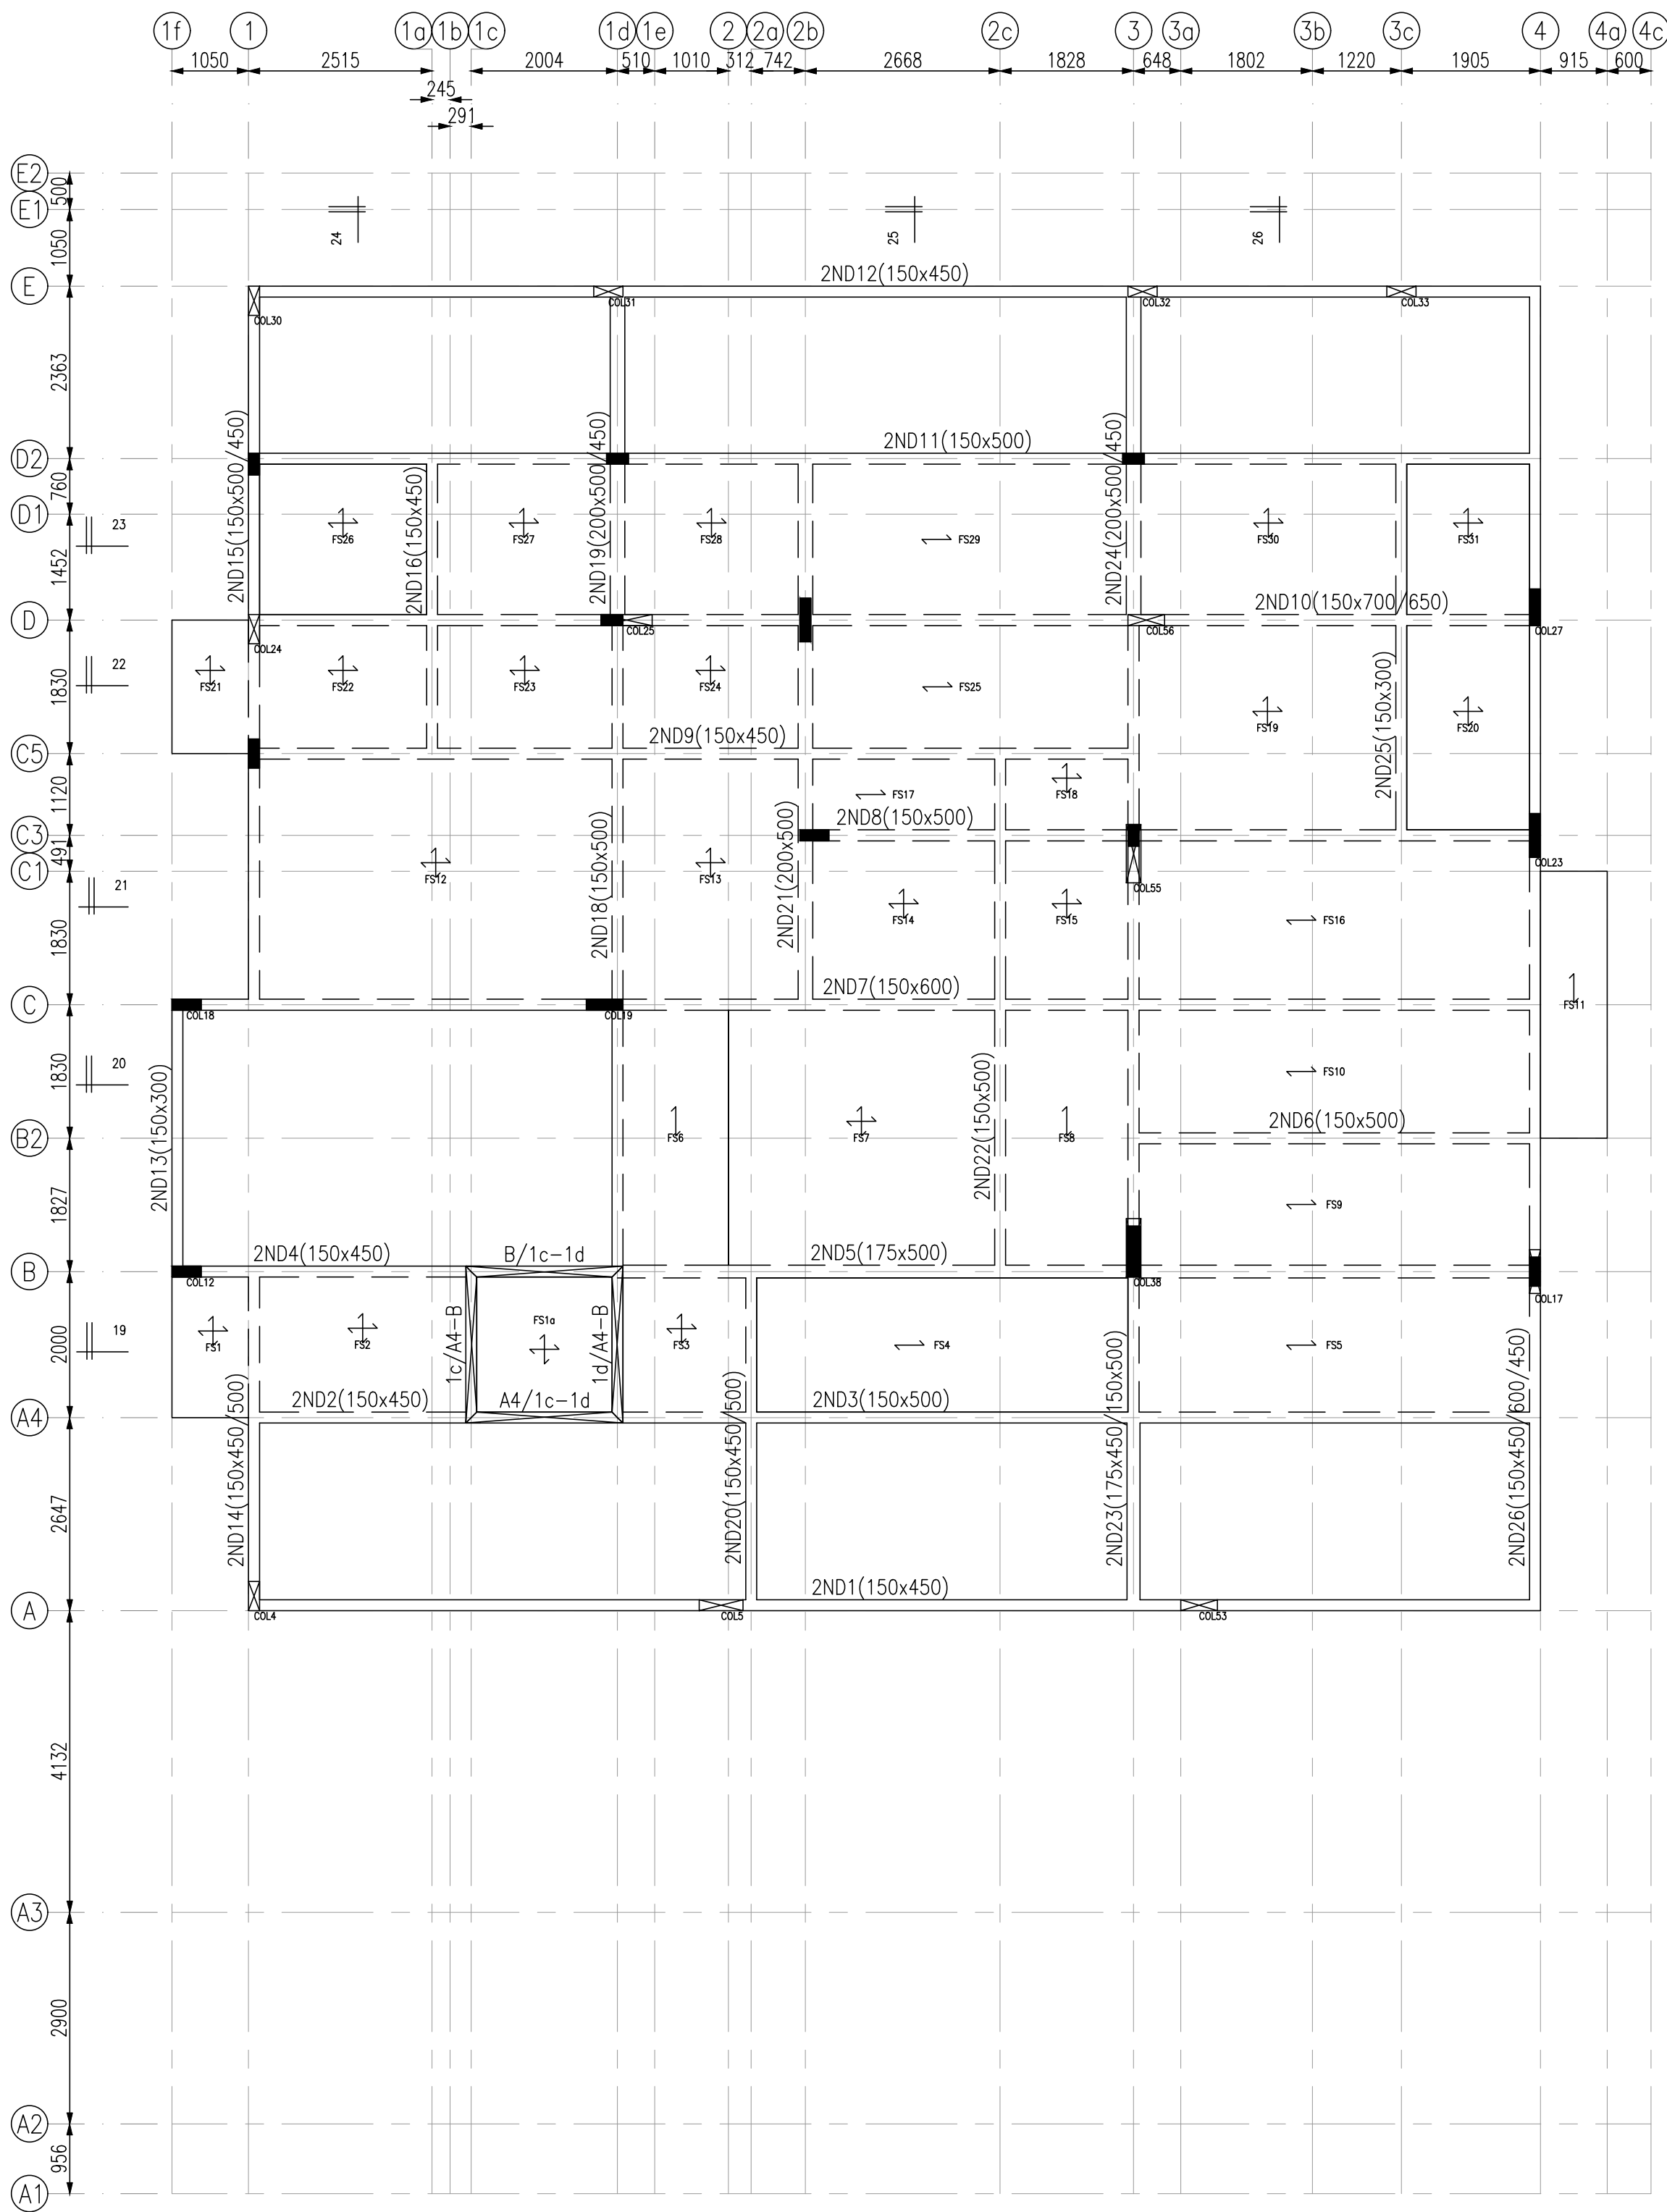 1f 1 1a 1b 1c 1d 1e 2 2a 2b 2c 3 3a 3b 3c 4 4a 4c
1050 2515 2004 510 1010 312 742 2668 1828 648 1802 1220 1905 915 600
245
291
E2
500
E1
24 25 26
1050
E
2ND12(150x450)
COL30 COL31 COL32 COL33
2363
2ND15(150x500/450)
2ND19(200x500/450)
2ND24(200x500/450)
2ND11(150x500)
D2
760
2ND16(150x450)
D1
23
FS26 FS27 FS28 FS29 FS30 FS31
1452
2ND10(150x700/650)
D
COL24 COL25 COL56 COL27
1830
22
FS21 FS22 FS23 FS24 FS25 FS19 FS20
2ND25(150x300)
2ND9(150x450)
C5
1120
FS17 FS18
2ND8(150x500)
C3
491
C1
FS12 FS13 COL55 COL23
2ND18(150x500)
2ND21(200x500)
21
1830
FS14 FS15 FS16
2ND7(150x600)
C
COL18 COL19
FS11
1830
20
FS10
2ND13(150x300)
2ND22(150x500)
2ND6(150x500)
B2
FS6 FS7 FS8
1827
FS9
2ND4(150x450) B/1c-1d 2ND5(175x500)
B
COL12 COL38 COL17
2000
19
FS1 FS2 FS1a FS3 FS4 FS5
1c/A4-B
1d/A4-B
2ND2(150x450) A4/1c-1d 2ND3(150x500)
A4
2ND14(150x450/500)
2ND20(150x450/500)
2ND23(175x450/150x500)
2ND26(150x450/600/450)
2647
2ND1(150x450)
A
COL4 COL5 COL53
4132
A3
2900
A2
956
A1